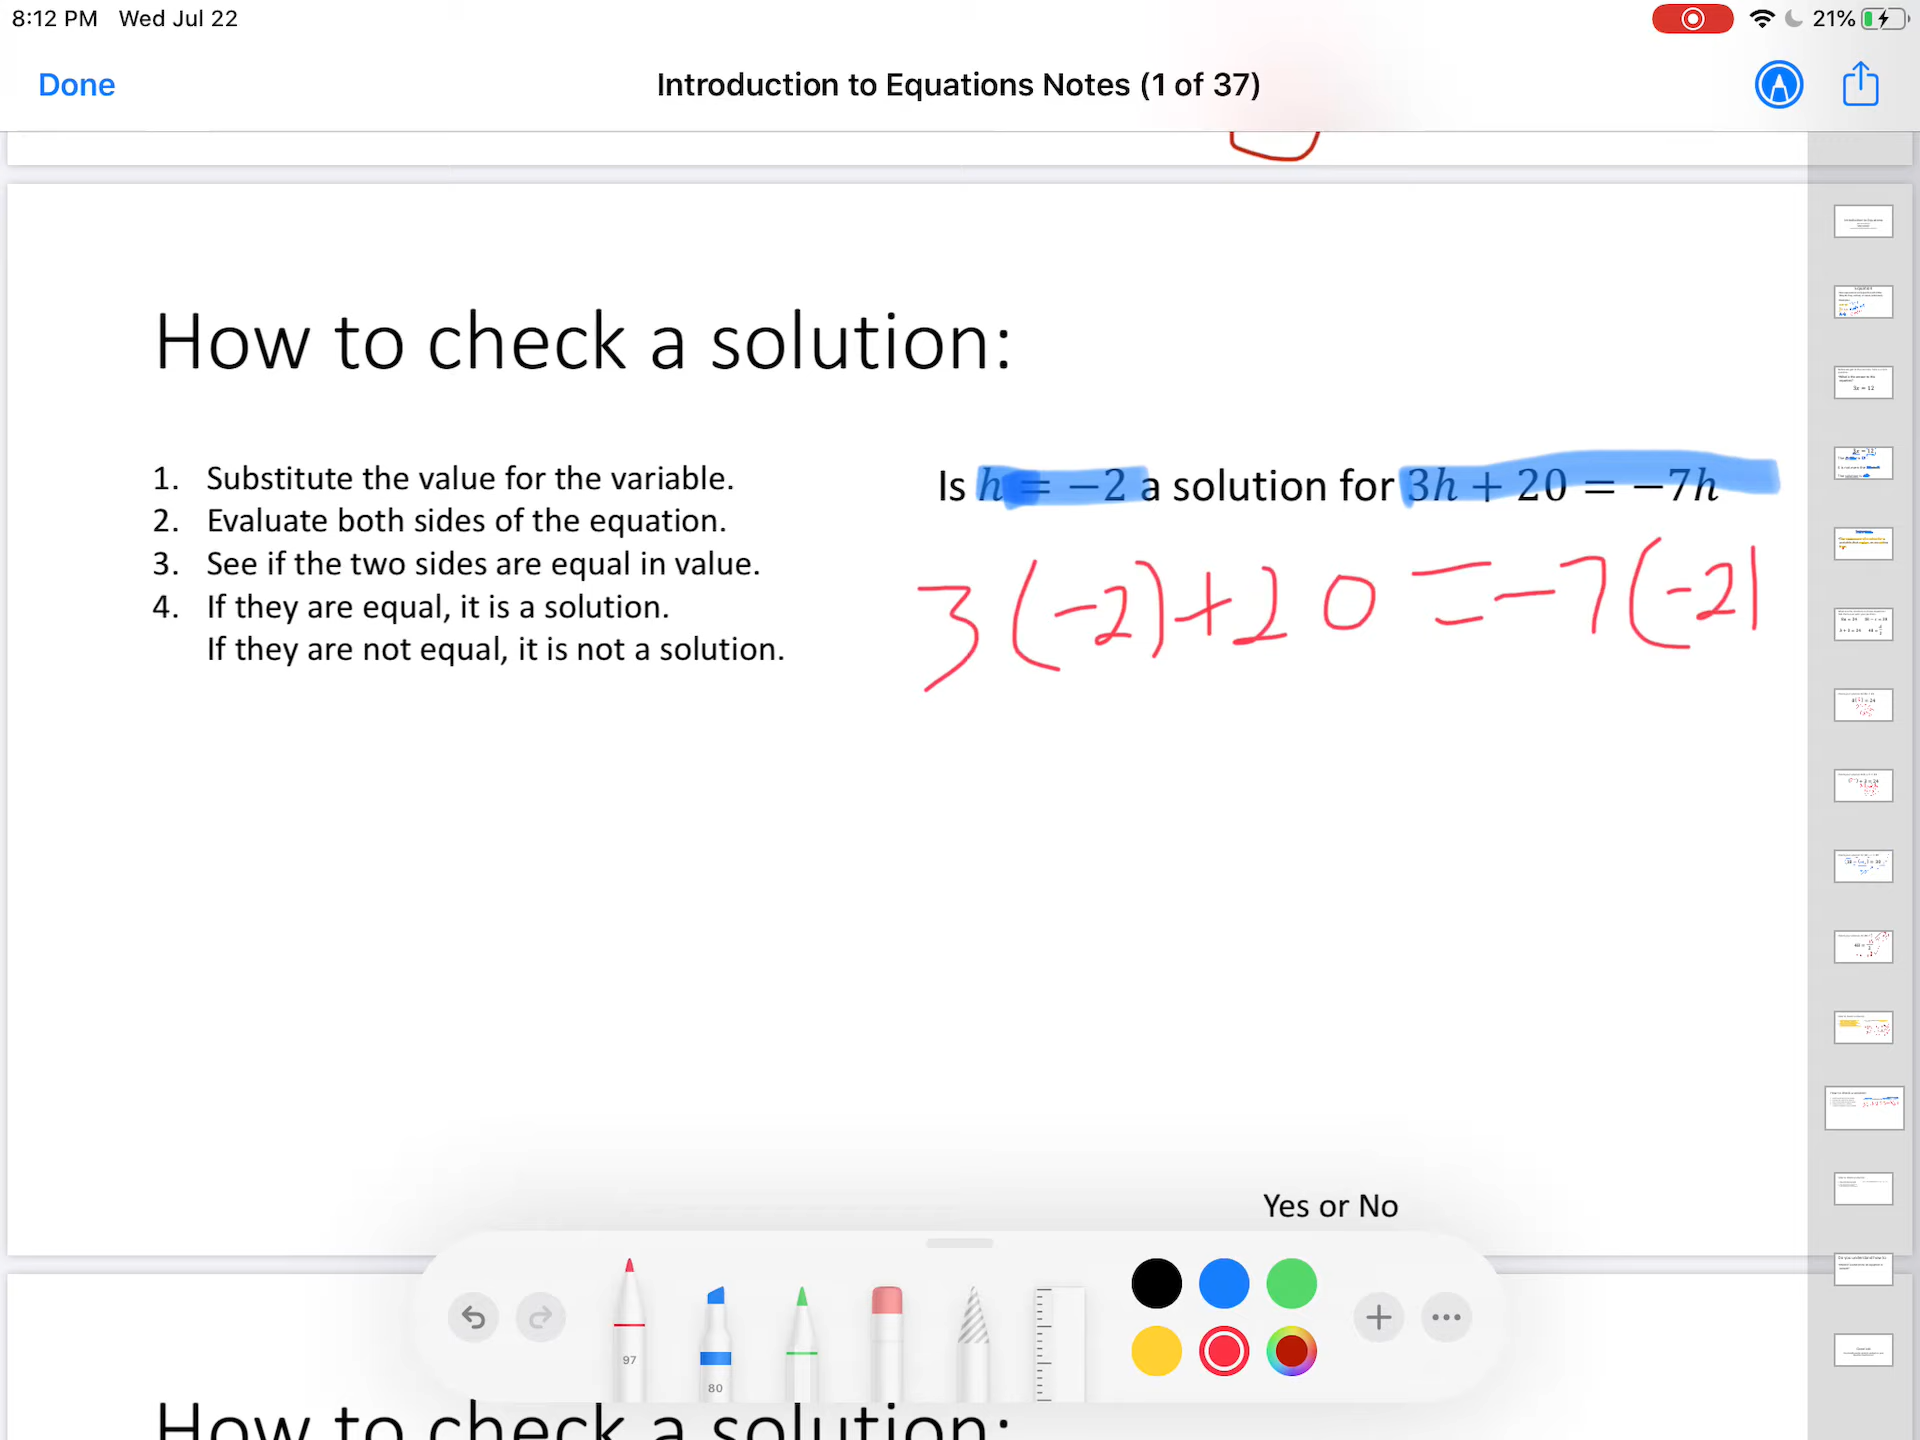 8:12 PM Wed Jul 22
21%
Done
Introduction to Equations Notes (1 of 37)
How to check a solution:
1. Substitute the value for the variable.
2. Evaluate both sides of the equation.
3. See if the two sides are equal in value.
4. If they are equal, it is a solution.
If they are not equal, it is not a solution.
Is h = −2 a solution for 3h + 20 = −7h
3(-2)+20 = -7(-2)
Yes or No
97
80
How to check a solution: